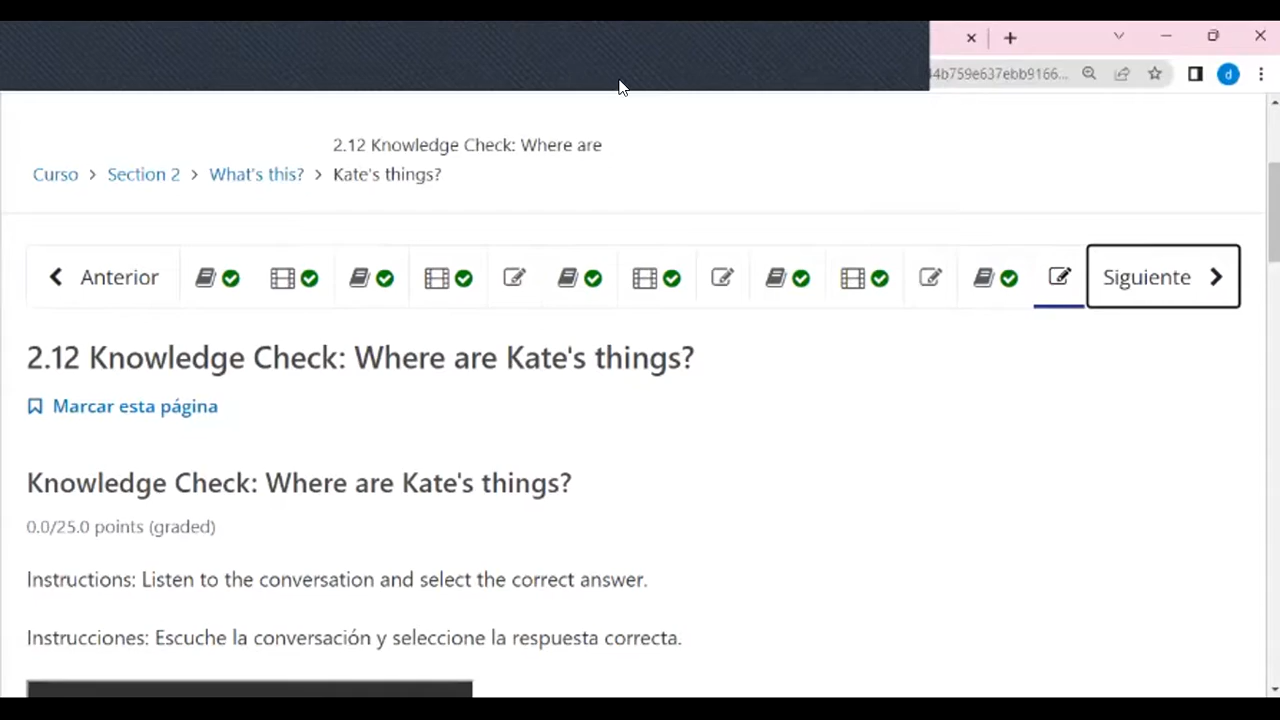 4b759e637ebb9166...
d
2.12 Knowledge Check: Where are
Curso > Section 2 > What's this? > Kate's things?
Anterior
Siguiente
2.12 Knowledge Check: Where are Kate's things?
Marcar esta página
Knowledge Check: Where are Kate's things?
0.0/25.0 points (graded)
Instructions: Listen to the conversation and select the correct answer.
Instrucciones: Escuche la conversación y seleccione la respuesta correcta.